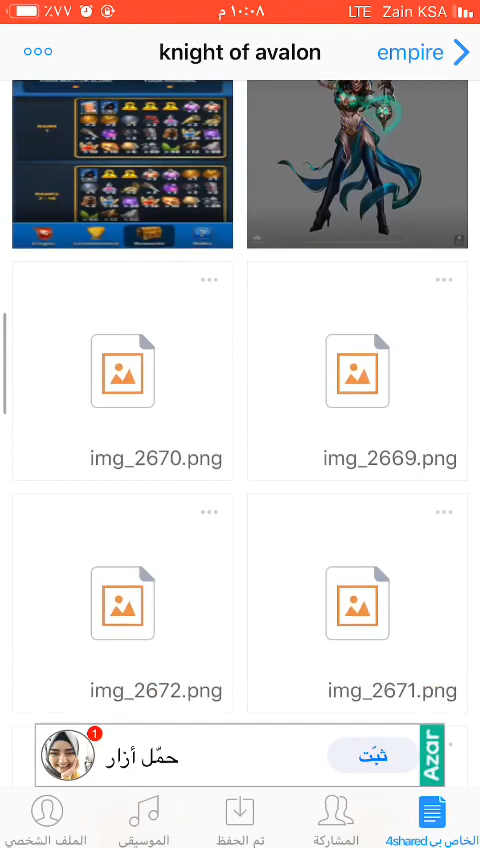 ٪٧٧
١٠:٠٨ م
LTE
Zain KSA
knight of avalon
empire
img_2670.png
img_2669.png
img_2672.png
img_2671.png
1
حمّل أزار
ثبّت
Azar
الخاص بي 4shared
المشاركة
تم الحفظ
الموسيقى
الملف الشخصي